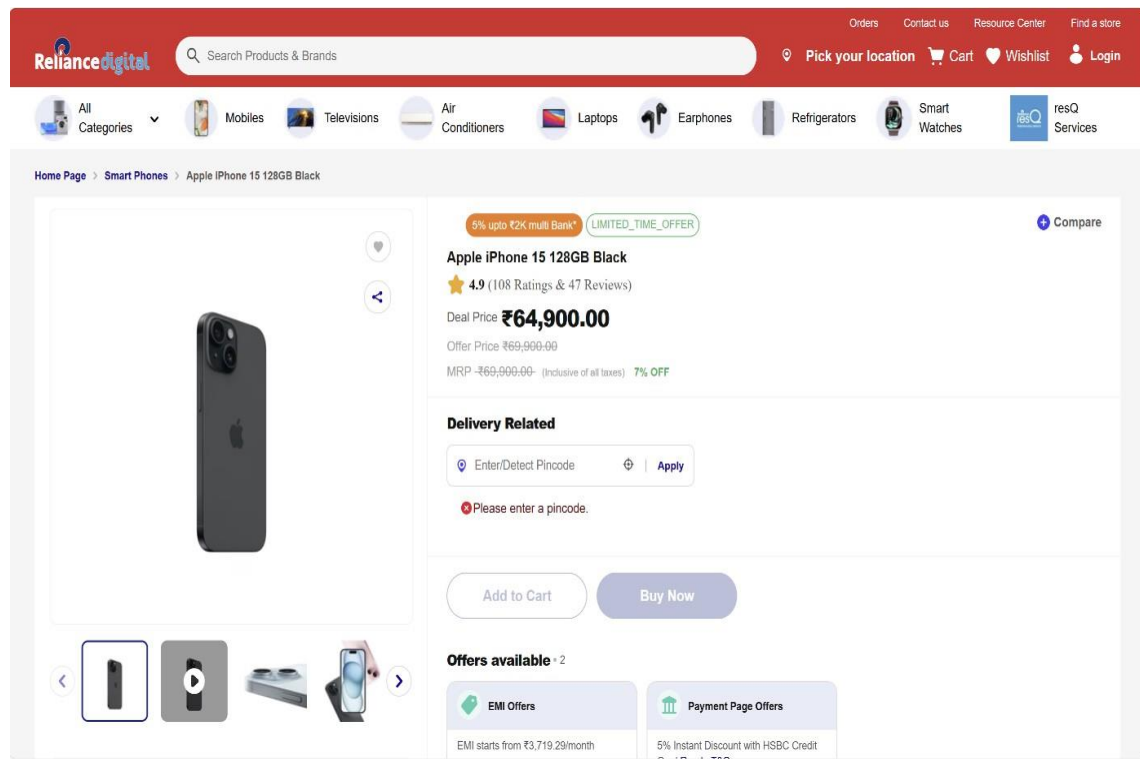 Orders Contact us Resource Center Find a store
Reliance digital
Search Products & Brands
Pick your location Cart Wishlist Login
All Categories
Mobiles
Televisions
Air Conditioners
Laptops
Earphones
Refrigerators
Smart Watches
resQ
resQ Services
Home Page > Smart Phones > Apple iPhone 15 128GB Black
5% upto ₹2K multi Bank* LIMITED_TIME_OFFER
Compare
Apple iPhone 15 128GB Black
4.9 (108 Ratings & 47 Reviews)
Deal Price ₹64,900.00
Offer Price ₹69,900.00
MRP ₹69,900.00 (Inclusive of all taxes) 7% OFF
Delivery Related
Enter/Detect Pincode | Apply
Please enter a pincode.
Add to Cart Buy Now
Offers available • 2
EMI Offers
EMI starts from ₹3,719.29/month
Payment Page Offers
5% Instant Discount with HSBC Credit